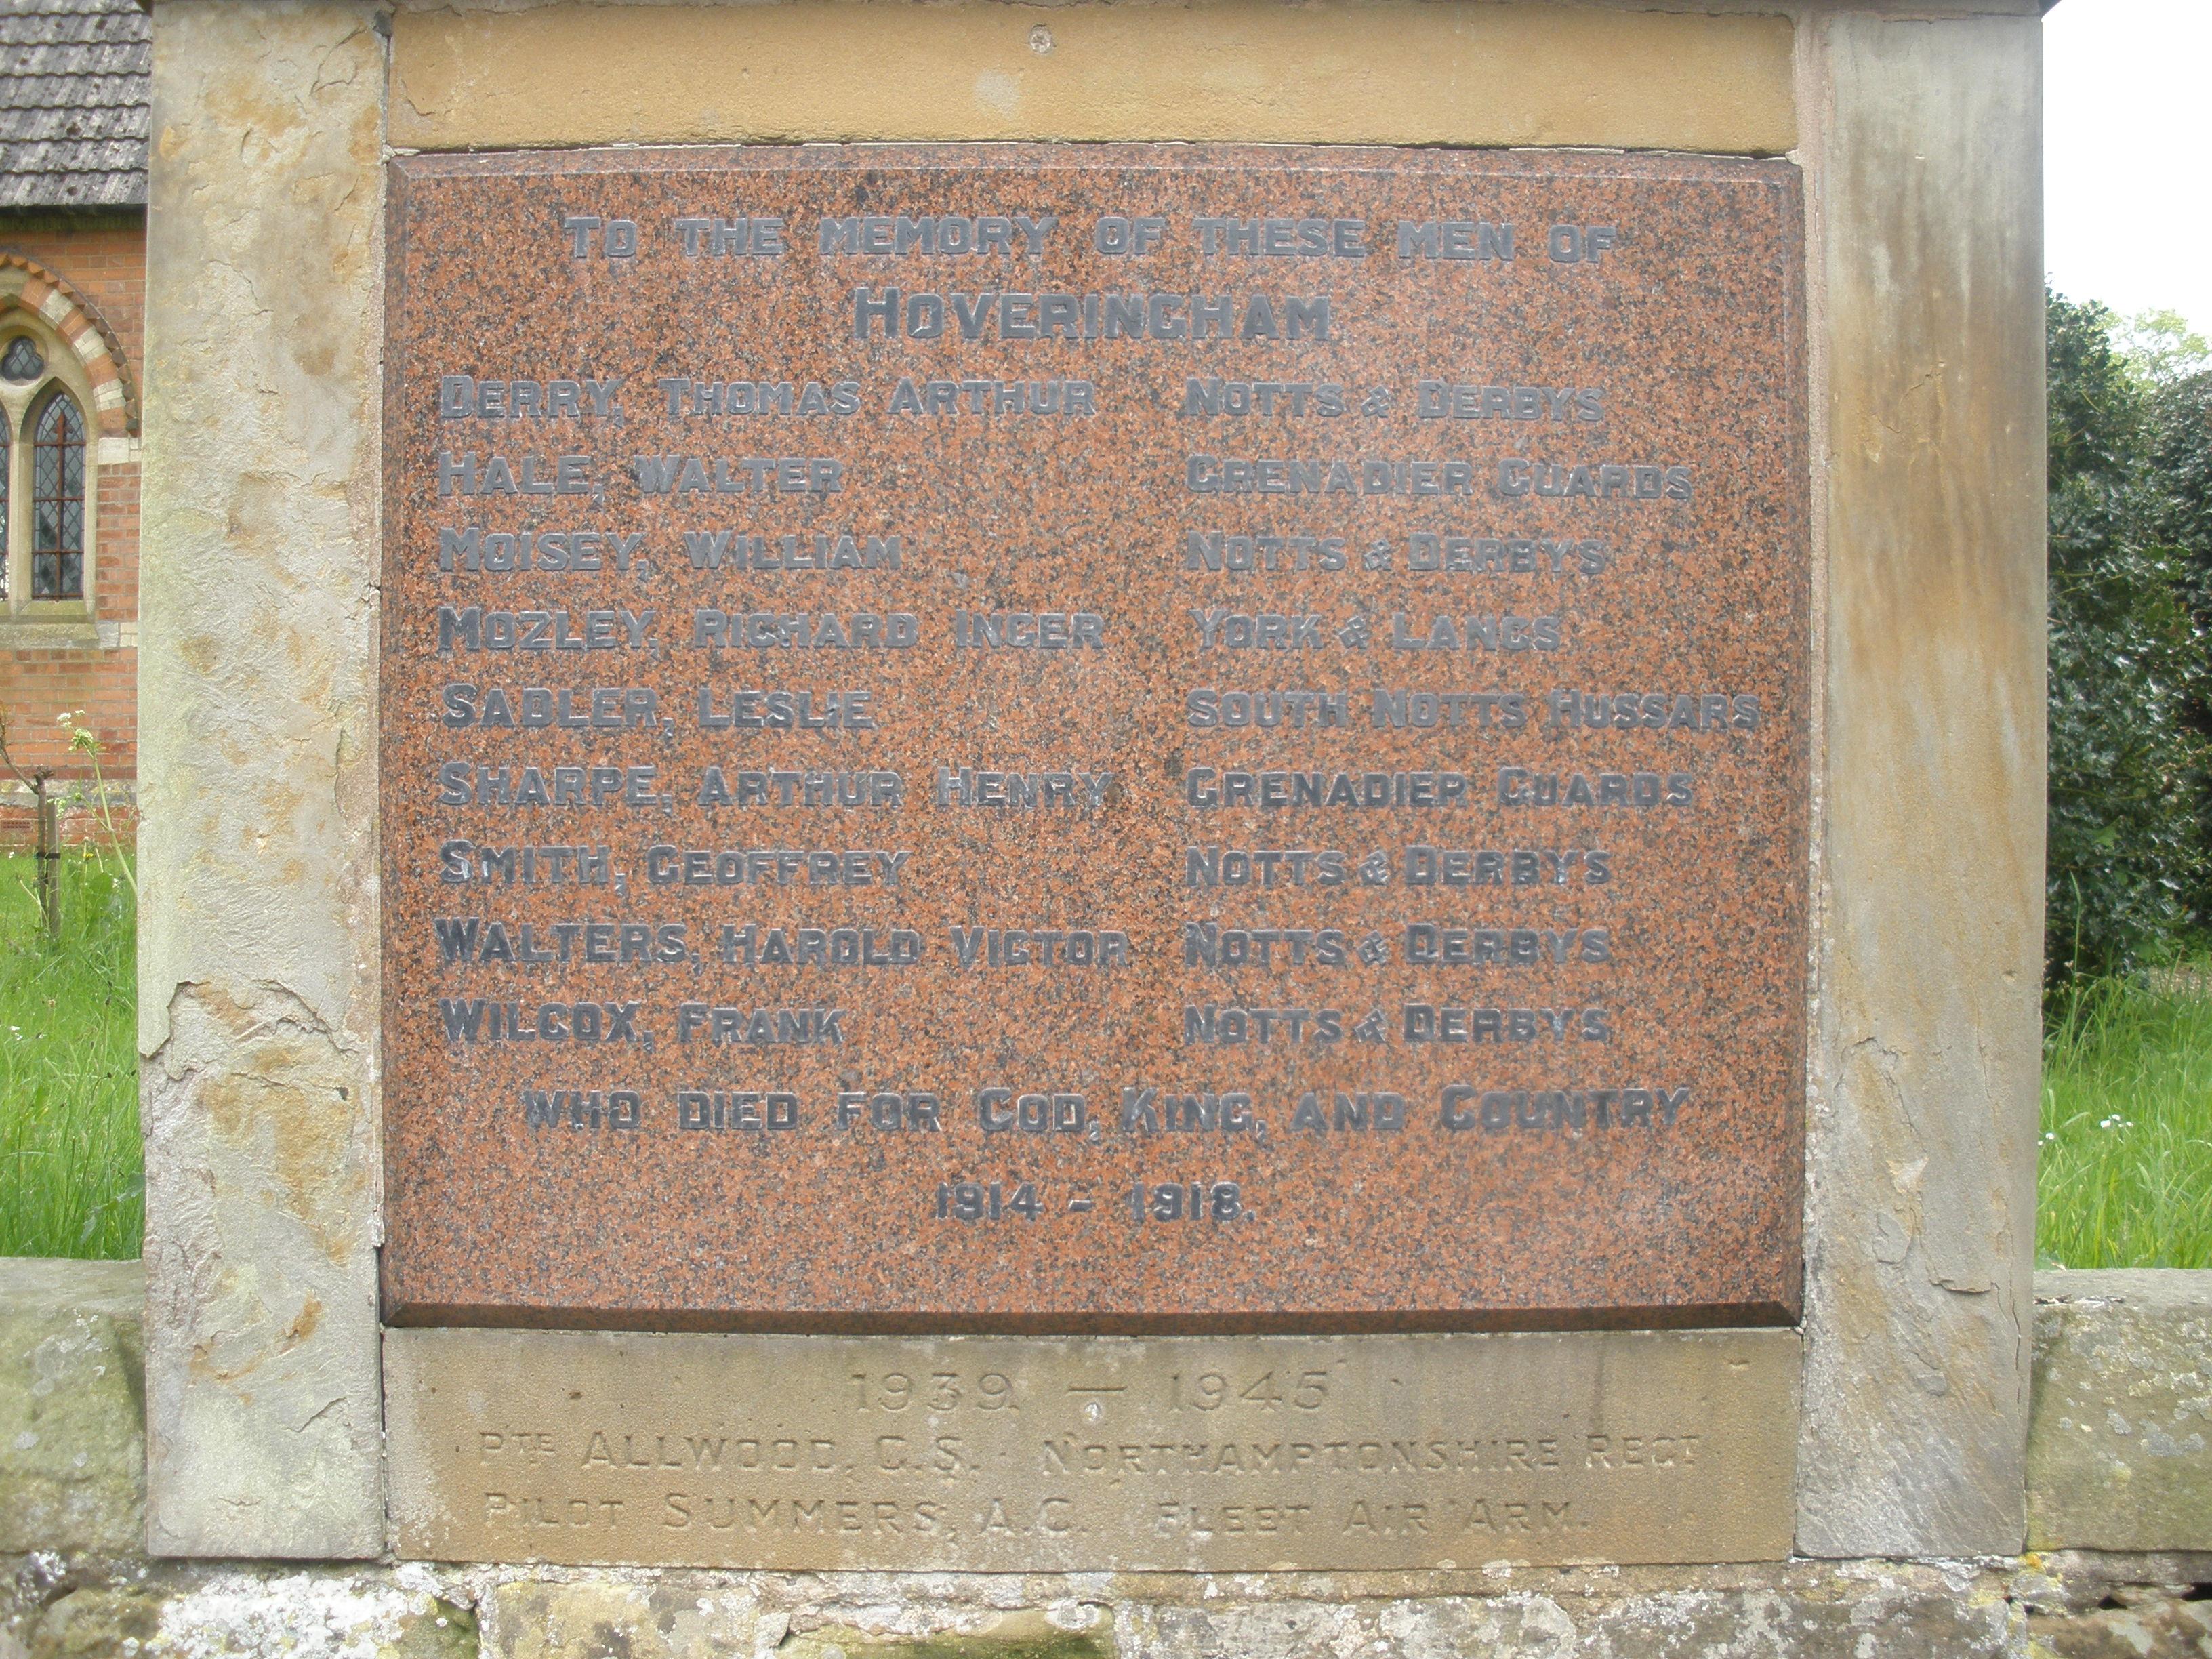 TO THE MEMORY OF THESE MEN OF
HOVERINGHAM
DERRY, THOMAS ARTHUR NOTTS & DERBYS
HALE, WALTER GRENADIER GUARDS
MOISEY, WILLIAM NOTTS & DERBYS
MOZLEY, RICHARD INGER YORK & LANCS
SADLER, LESLIE SOUTH NOTTS HUSSARS
SHARPE, ARTHUR HENRY GRENADIER GUARDS
SMITH, GEOFFREY NOTTS & DERBYS
WALTERS, HAROLD VICTOR NOTTS & DERBYS
WILCOX, FRANK NOTTS & DERBYS
WHO DIED FOR GOD, KING, AND COUNTRY
1914 - 1918.
1939 — 1945
PTE ALLWOOD, C.S. NORTHAMPTONSHIRE REGT.
PILOT SUMMERS, A.C. FLEET AIR ARM.